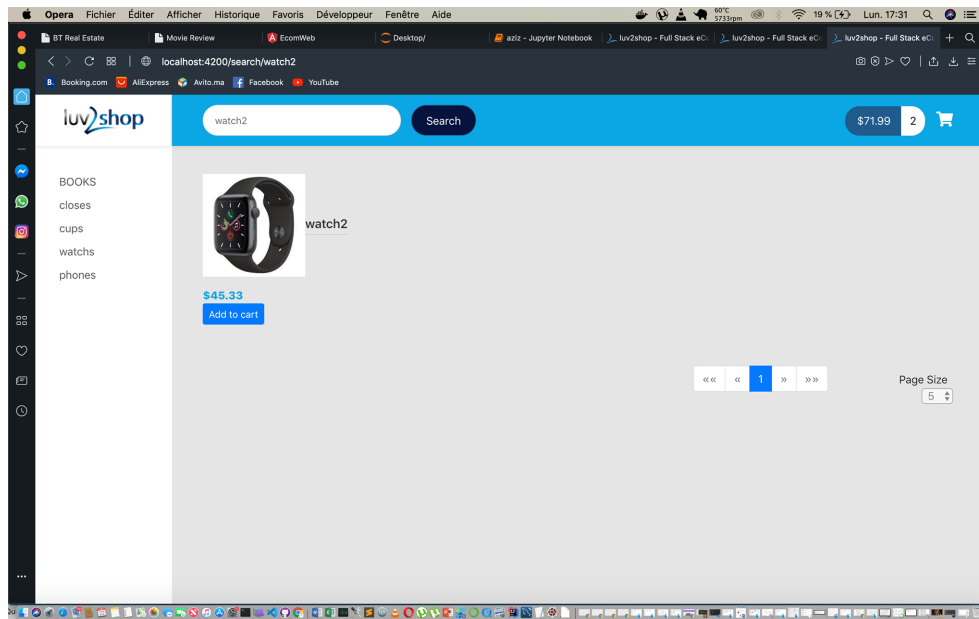 Opera Fichier Éditer Afficher Historique Favoris Développeur Fenêtre Aide 60°C 5733rpm 19 % Lun. 17:31
BT Real Estate Movie Review EcomWeb Desktop/ aziz - Jupyter Notebook luv2shop - Full Stack eCo luv2shop - Full Stack eCo luv2shop - Full Stack eCo
localhost:4200/search/watch2
B. Booking.com AliExpress Avito.ma Facebook YouTube
luv2shop watch2 Search $71.99 2
BOOKS
closes
cups
watchs
phones
watch2
$45.33
Add to cart
«« « 1 » »» Page Size
5